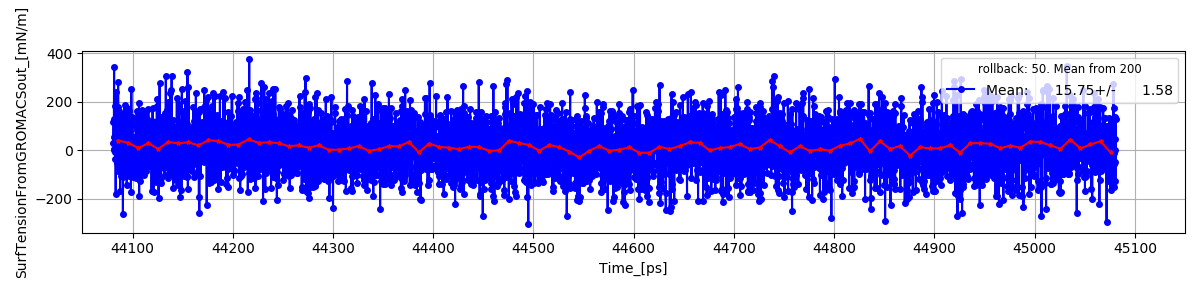 SurfTensionFromGROMACSout_[mN/m]
400
200
0
−200
rollback: 50. Mean from 200
Mean: 15.75+/- 1.58
44100 44200 44300 44400 44500 44600 44700 44800 44900 45000 45100
Time_[ps]